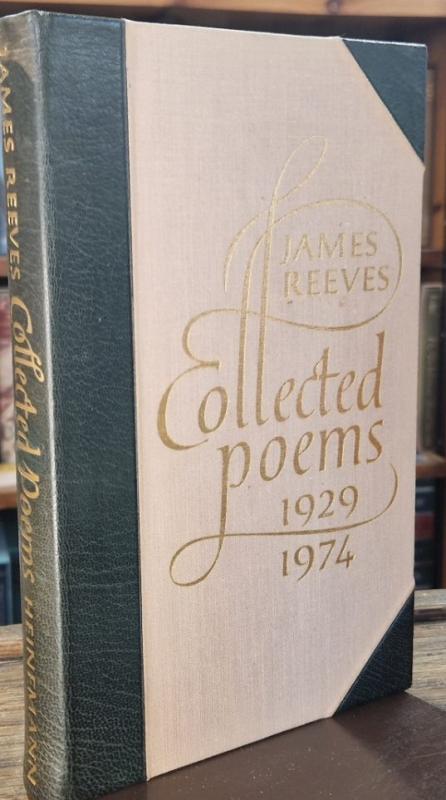 JAMES REEVES Collected Poems HEINEMANN
JAMES
REEVES
Collected
poems
1929
1974